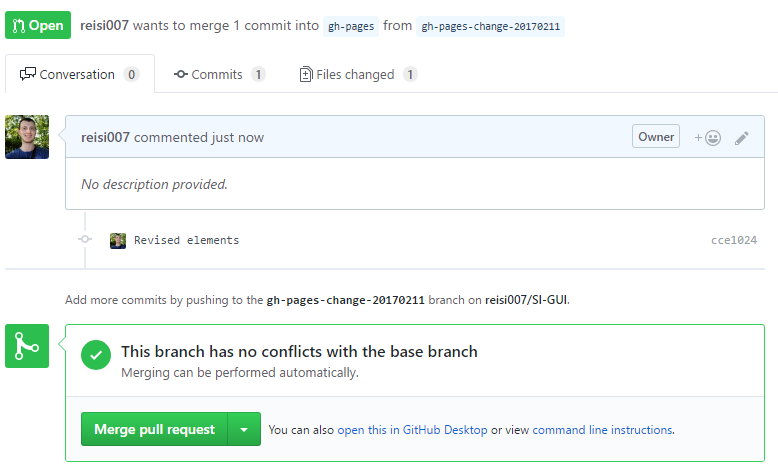 Open reisi007 wants to merge 1 commit into gh-pages from gh-pages-change-20170211
Conversation 0 Commits 1 Files changed 1
reisi007 commented just now Owner +
No description provided.
Revised elements cce1024
Add more commits by pushing to the gh-pages-change-20170211 branch on reisi007/SI-GUI.
This branch has no conflicts with the base branch
Merging can be performed automatically.
Merge pull request You can also open this in GitHub Desktop or view command line instructions.